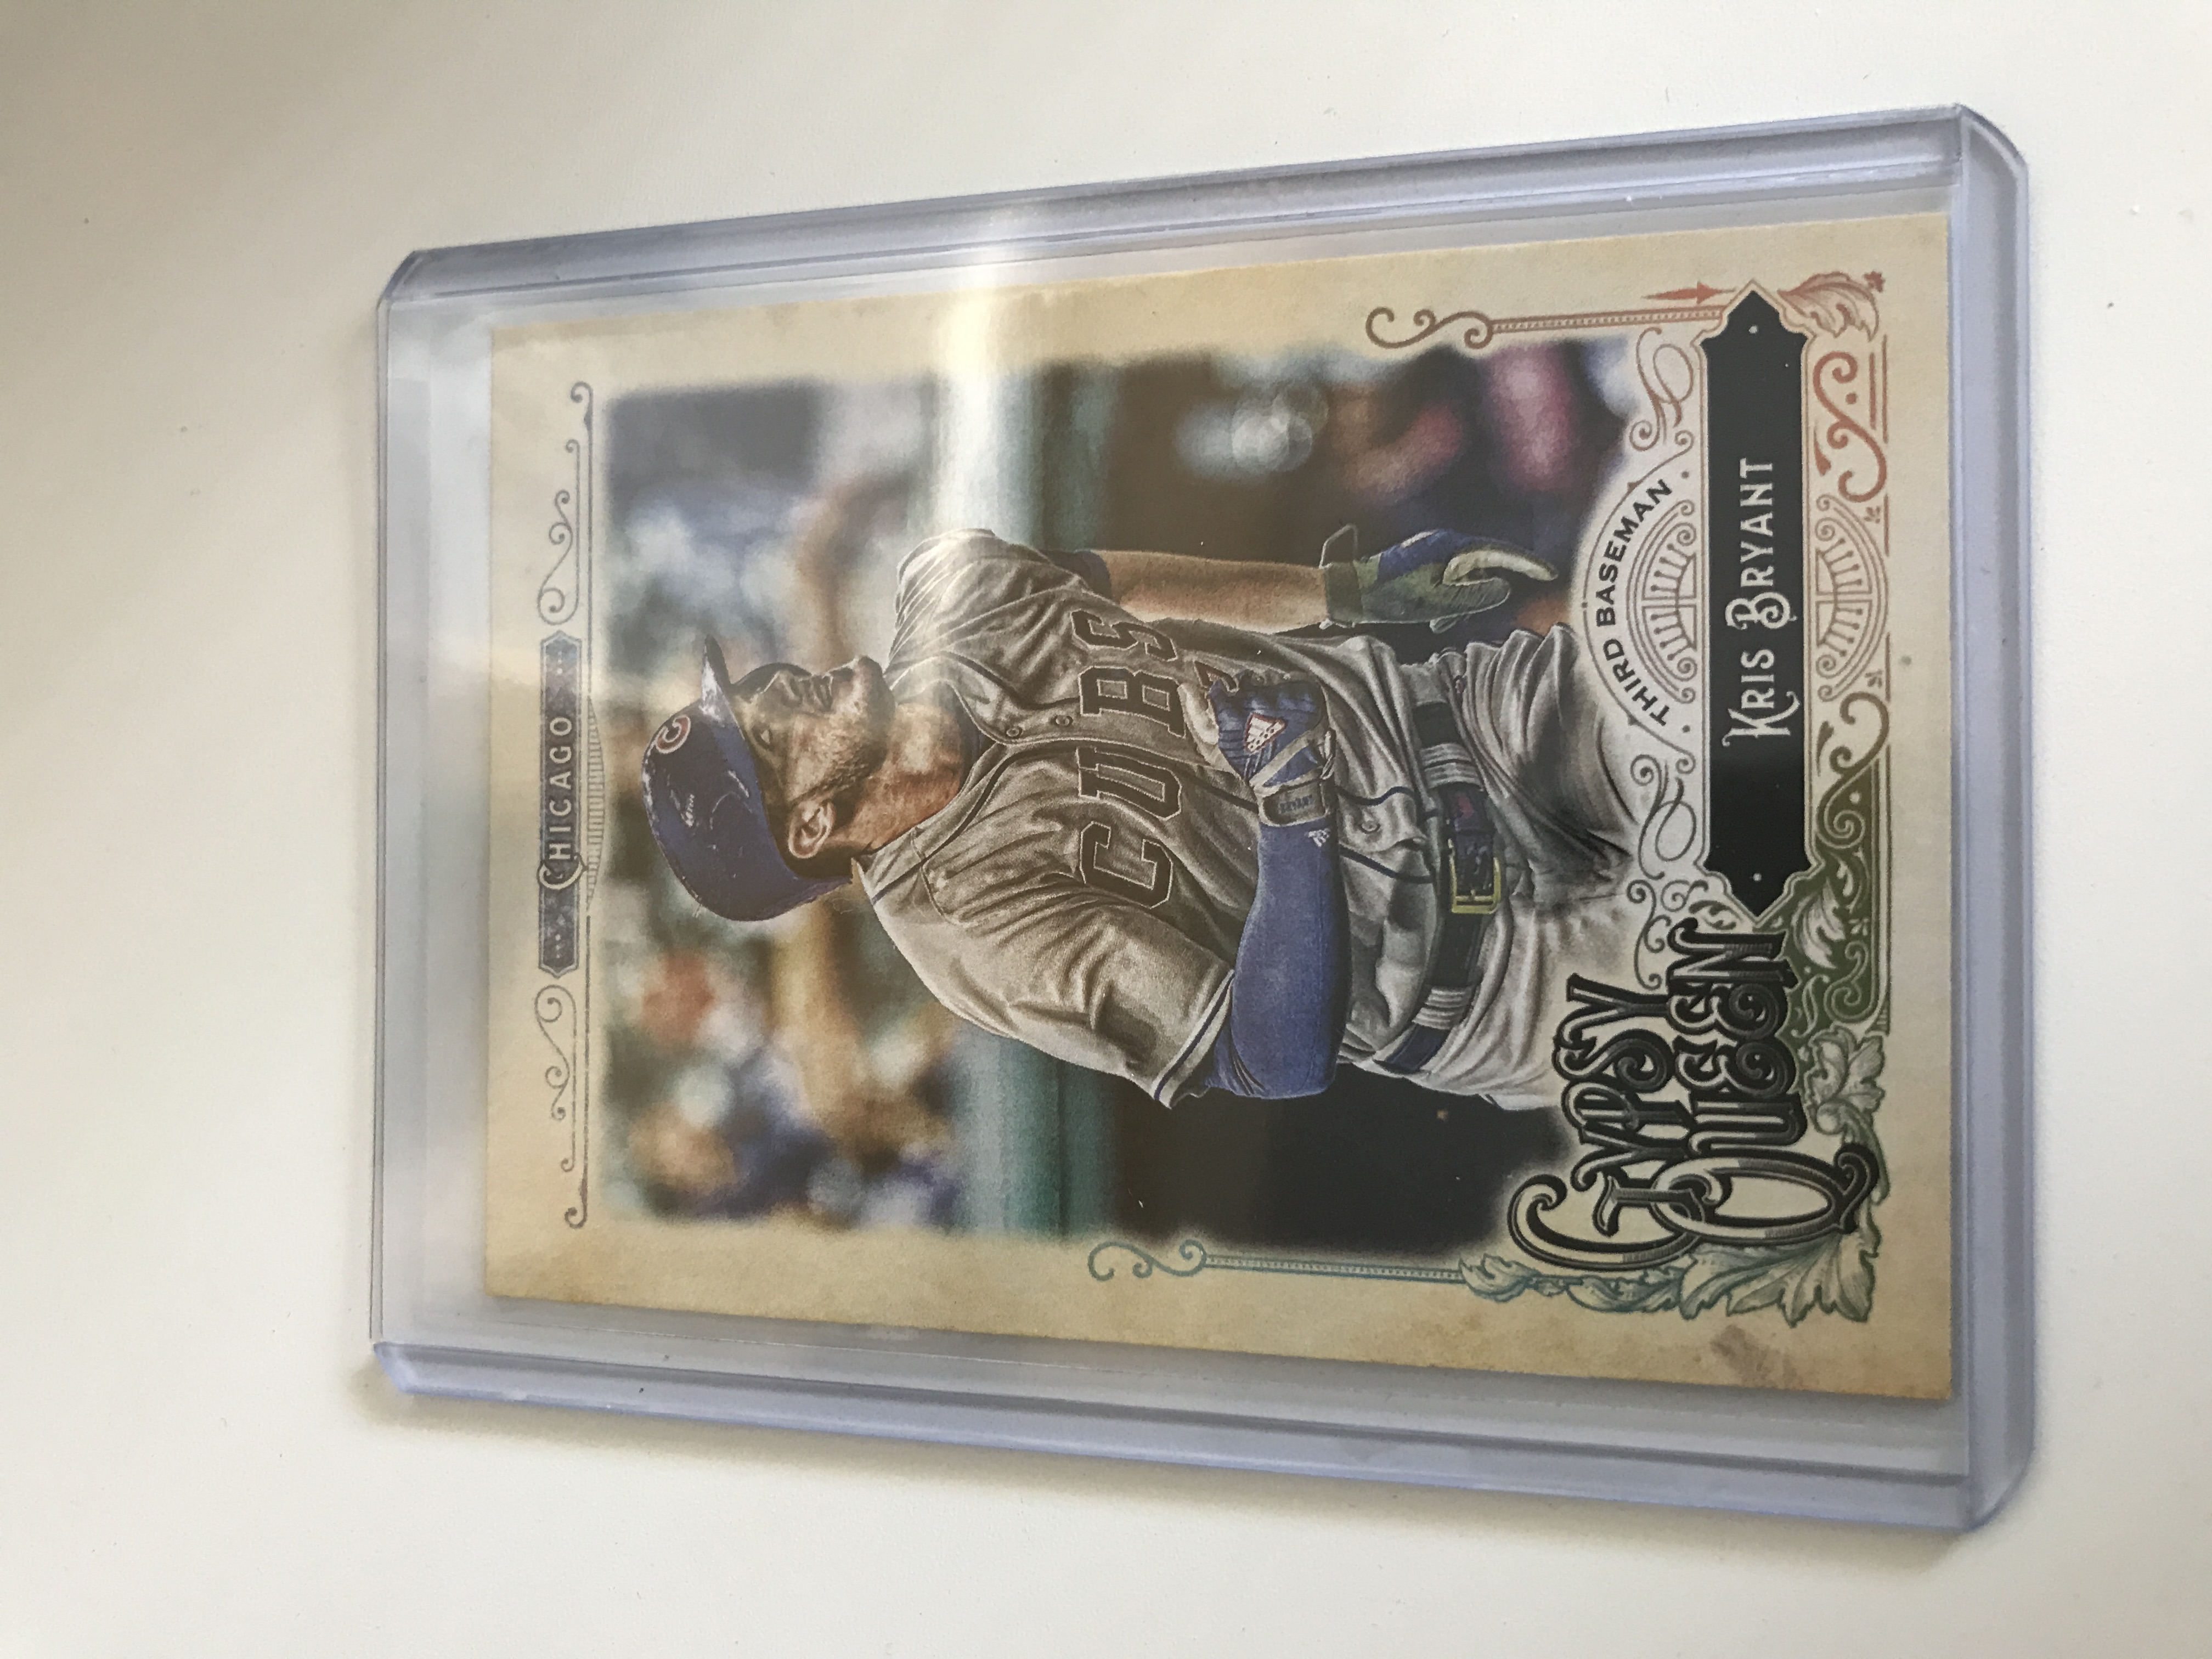 CHICAGO
C
CUBS
GYPSY
QUEEN
THIRD BASEMAN
KRIS BRYANT